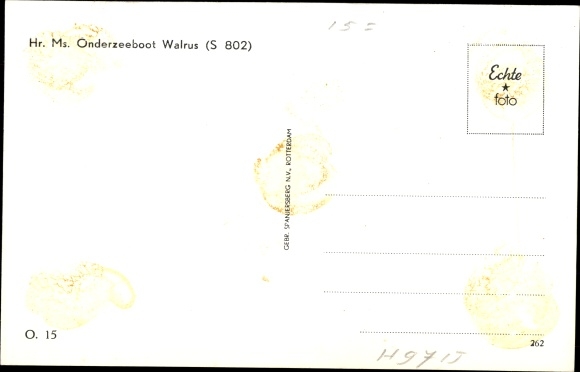 15=
Hr. Ms. Onderzeeboot Walrus (S 802)
Echte
foto
GEBR. SPANJERSBERG N.V., ROTTERDAM
O. 15
262